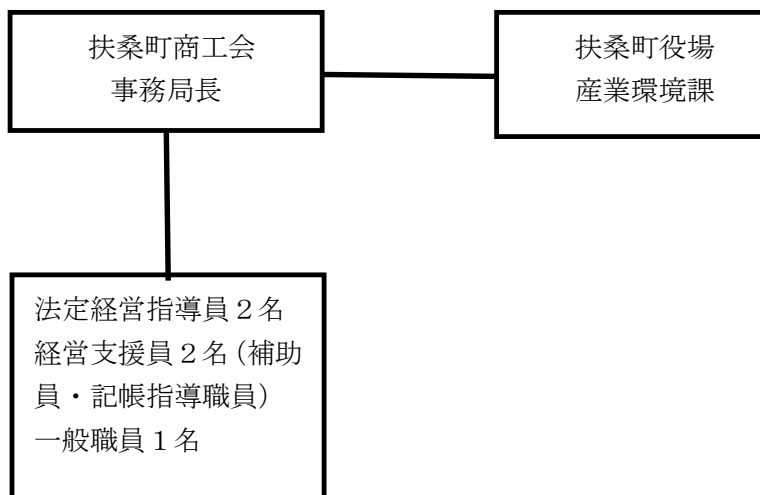 扶桑町商工会
事務局長
扶桑町役場
産業環境課
法定経営指導員２名
経営支援員２名（補助
員・記帳指導職員）
一般職員１名